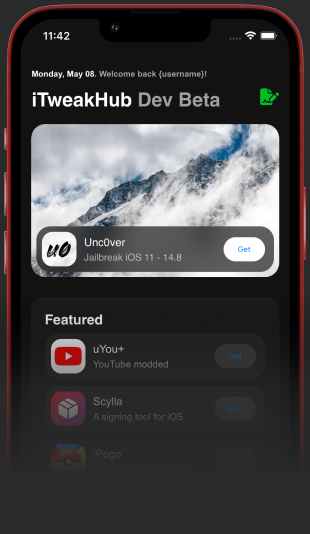 11:42
Monday, May 08. Welcome back {username}!
iTweakHub Dev Beta
u0
Unc0ver
Jailbreak iOS 11 - 14.8
Get
Featured
uYou+
YouTube modded
Get
Scylla
A signing tool for iOS
Get
iPogo